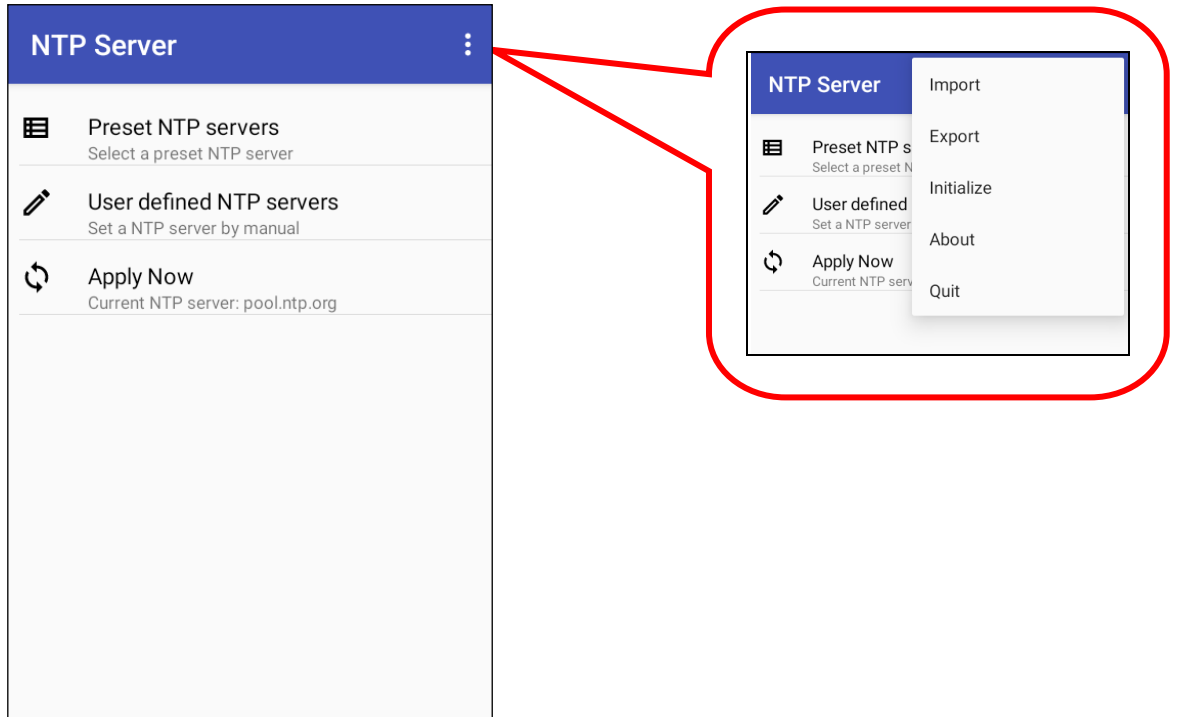 NTP Server
Preset NTP servers
Select a preset NTP server
User defined NTP servers
Set a NTP server by manual
Apply Now
Current NTP server: pool.ntp.org
NTP Server
Preset NTP s
Select a preset N
User defined
Set a NTP server
Apply Now
Current NTP serv
Import
Export
Initialize
About
Quit